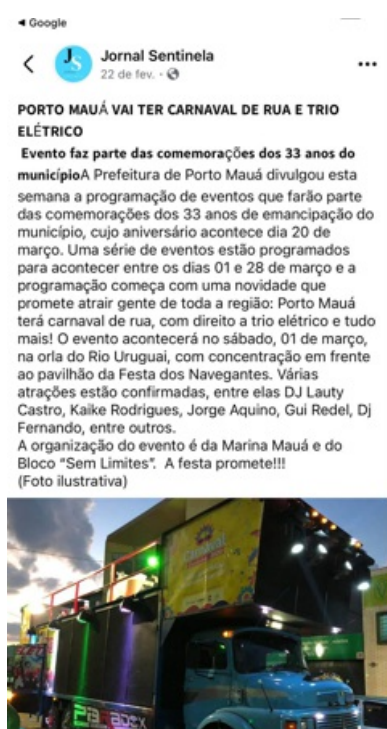 Google
Jornal Sentinela
22 de fev.
PORTO MAUÁ VAI TER CARNAVAL DE RUA E TRIO
ELÉTRICO
Evento faz parte das comemorações dos 33 anos do
municípioA Prefeitura de Porto Mauá divulgou esta
semana a programação de eventos que farão parte
das comemorações dos 33 anos de emancipação do
município, cujo aniversário acontece dia 20 de
março. Uma série de eventos estão programados
para acontecer entre os dias 01 e 28 de março e a
programação começa com uma novidade que
promete atrair gente de toda a região: Porto Mauá
terá carnaval de rua, com direito a trio elétrico e tudo
mais! O evento acontecerá no sábado, 01 de março,
na orla do Rio Uruguai, com concentração em frente
ao pavilhão da Festa dos Navegantes. Várias
atrações estão confirmadas, entre elas DJ Lauty
Castro, Kaike Rodrigues, Jorge Aquino, Gui Redel, Dj
Fernando, entre outros.
A organização do evento é da Marina Mauá e do
Bloco “Sem Limites”. A festa promete!!!
(Foto ilustrativa)
Carnaval